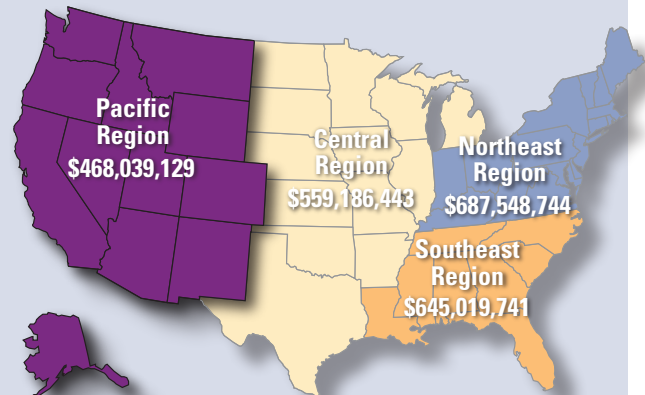 Pacific
Region
$468,039,129
Central
Region
$559,186,443
Northeast
Region
$687,548,744
Southeast
Region
$645,019,741